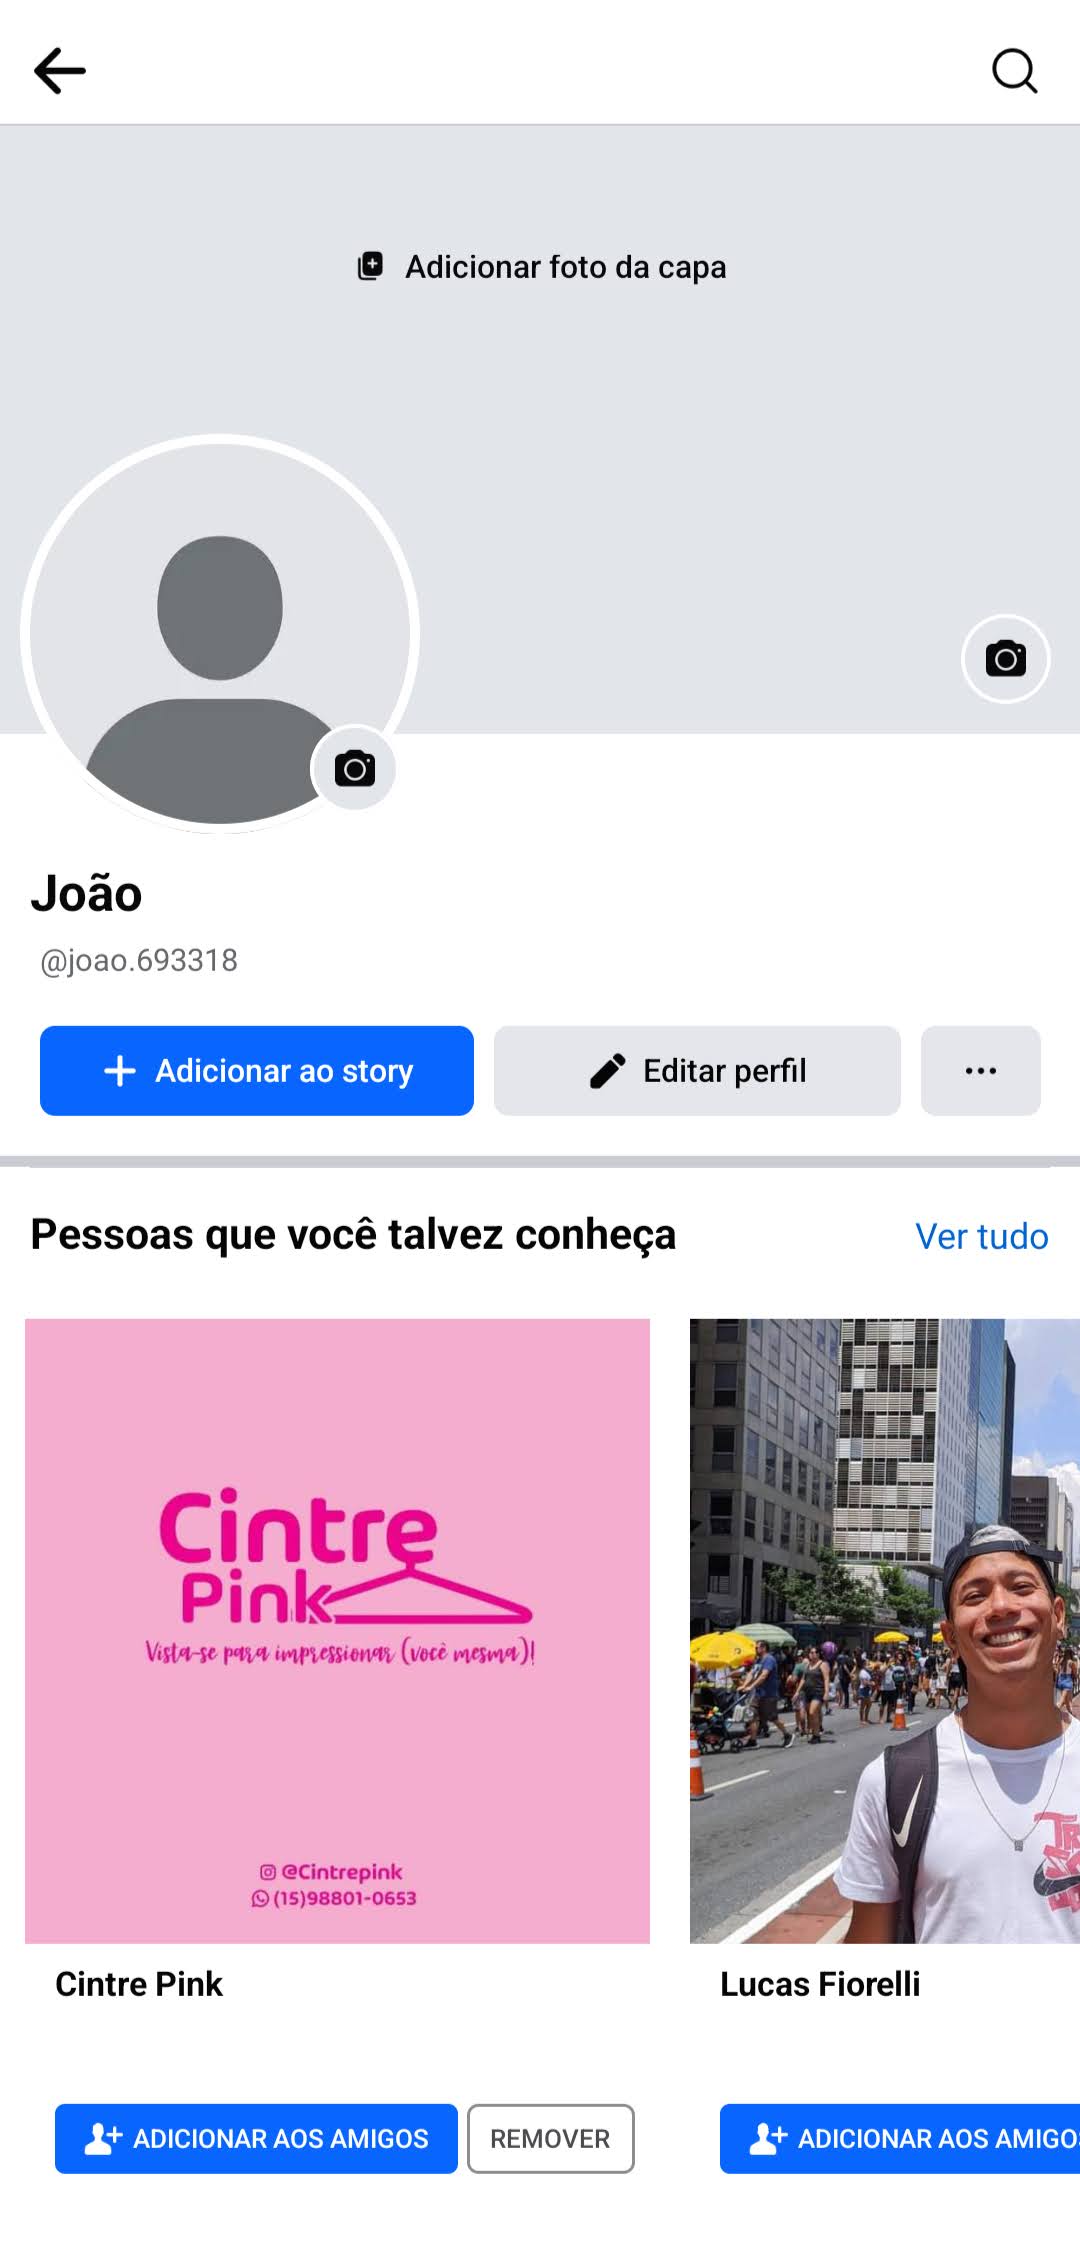 Adicionar foto da capa
João
@joao.693318
Adicionar ao story
Editar perfil
Pessoas que você talvez conheça
Ver tudo
Cintre
Pink
Vista-se para impressionar (você mesma)!
@Cintrepink
(15)98801-0653
Cintre Pink
Lucas Fiorelli
ADICIONAR AOS AMIGOS
REMOVER
ADICIONAR AOS AMIGO